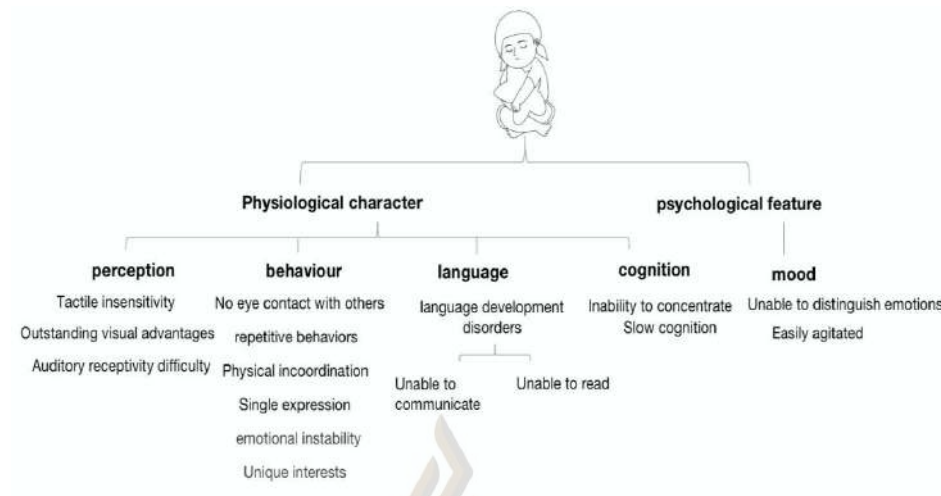 Physiological character
psychological feature
perception
Tactile insensitivity
Outstanding visual advantages
Auditory receptivity difficulty
behaviour
No eye contact with others
repetitive behaviors
Physical incoordination
Single expression
emotional instability
Unique interests
language
language development
disorders
Unable to
communicate
Unable to read
cognition
Inability to concentrate
Slow cognition
mood
Unable to distinguish emotions
Easily agitated